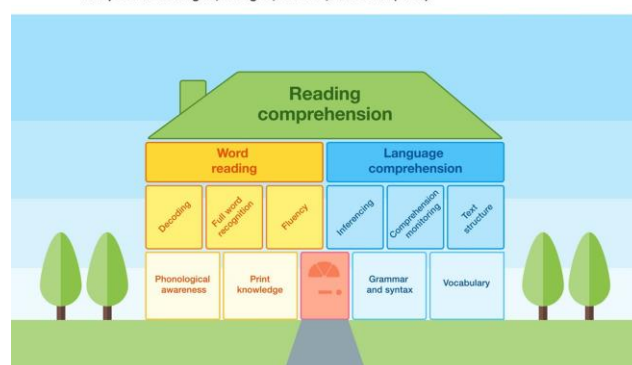 Reading
comprehension
Word
reading
Language
comprehension
Decoding
Full word
recognition
Fluency
Inferencing
Comprehension
monitoring
Text
structure
Phonological
awareness
Print
knowledge
Grammar
and syntax
Vocabulary